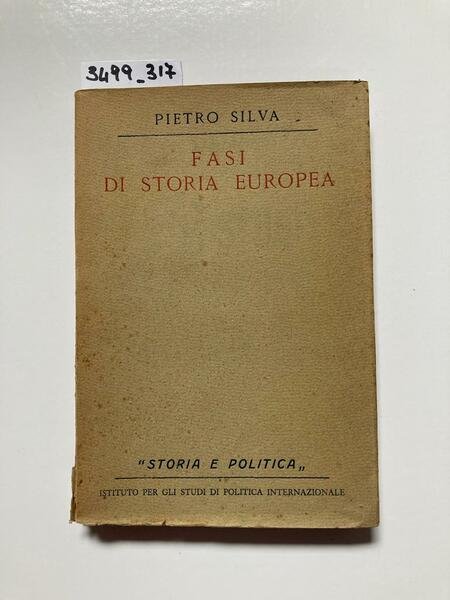 3499_317
PIETRO SILVA
FASI
DI STORIA EUROPEA
"STORIA E POLITICA„
ISTITUTO PER GLI STUDI DI POLITICA INTERNAZIONALE